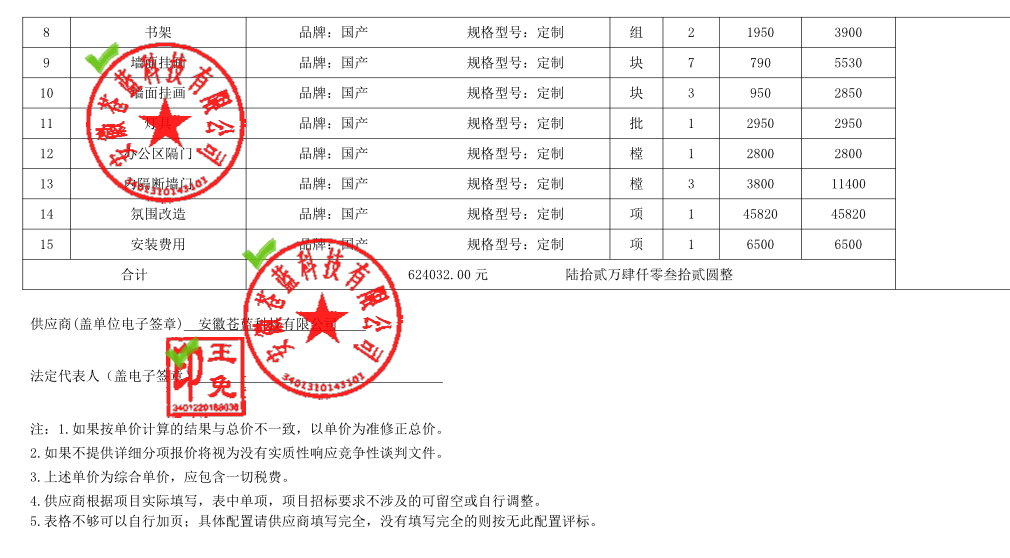 8 书架 品牌：国产 规格型号：定制 组 2 1950 3900
9 墙面挂画 品牌：国产 规格型号：定制 块 7 790 5530
10 墙面挂画 品牌：国产 规格型号：定制 块 3 950 2850
11 灯具 品牌：国产 规格型号：定制 批 1 2950 2950
12 办公区隔门 品牌：国产 规格型号：定制 樘 1 2800 2800
13 内隔断墙门 品牌：国产 规格型号：定制 樘 3 3800 11400
14 氛围改造 品牌：国产 规格型号：定制 项 1 45820 45820
15 安装费用 品牌：国产 规格型号：定制 项 1 6500 6500
合计 624032.00 元 陆拾贰万肆仟零叁拾贰圆整
安徽苍蓝科技有限公司
3401310143103
安徽苍蓝科技有限公司
3401310143103
供应商(盖单位电子签章) 安徽苍蓝科技有限公司
法定代表人（盖电子签章）
王兔印
3401220188036
注：1.如果按单价计算的结果与总价不一致，以单价为准修正总价。
2.如果不提供详细分项报价将视为没有实质性响应竞争性谈判文件。
3.上述单价为综合单价，应包含一切税费。
4.供应商根据项目实际填写，表中单项，项目招标要求不涉及的可留空或自行调整。
5.表格不够可以自行加页；具体配置请供应商填写完全，没有填写完全的则按无此配置评标。